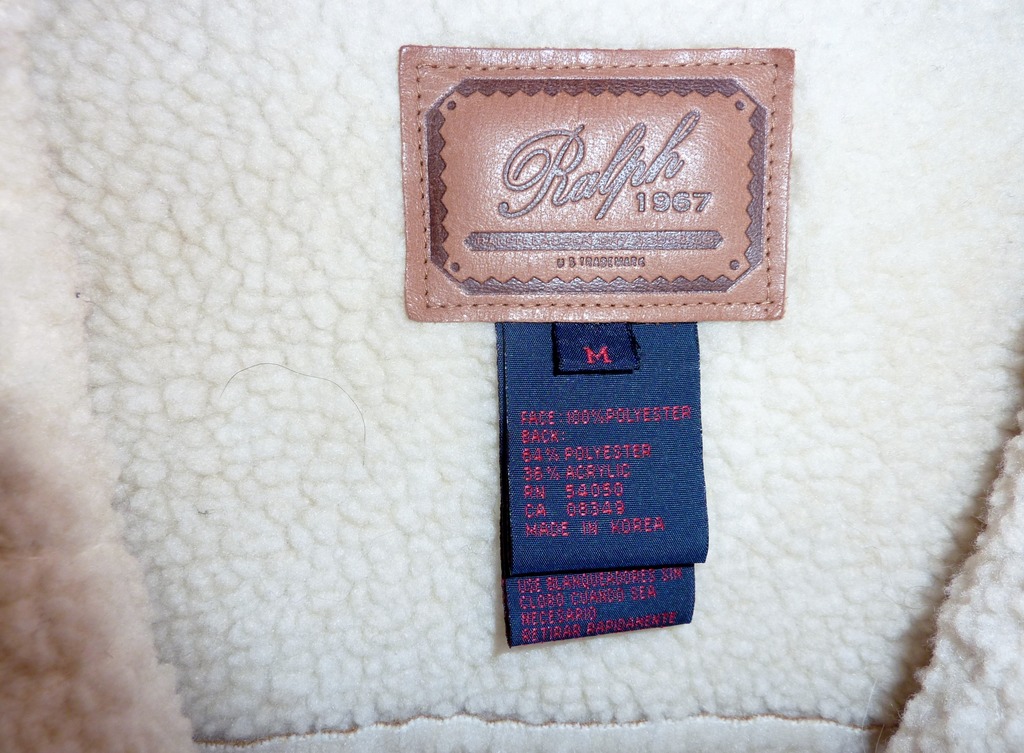 Ralph
1967
U S TRADEMARK
M
FACE: 100% POLYESTER
BACK:
64% POLYESTER
36% ACRYLIC
RN 54050
CA 08349
MADE IN KOREA
USE BLANQUEADORES SIN
CLORO CUANDO SEA
NECESARIO
RETIRAR RAPIDAMENTE